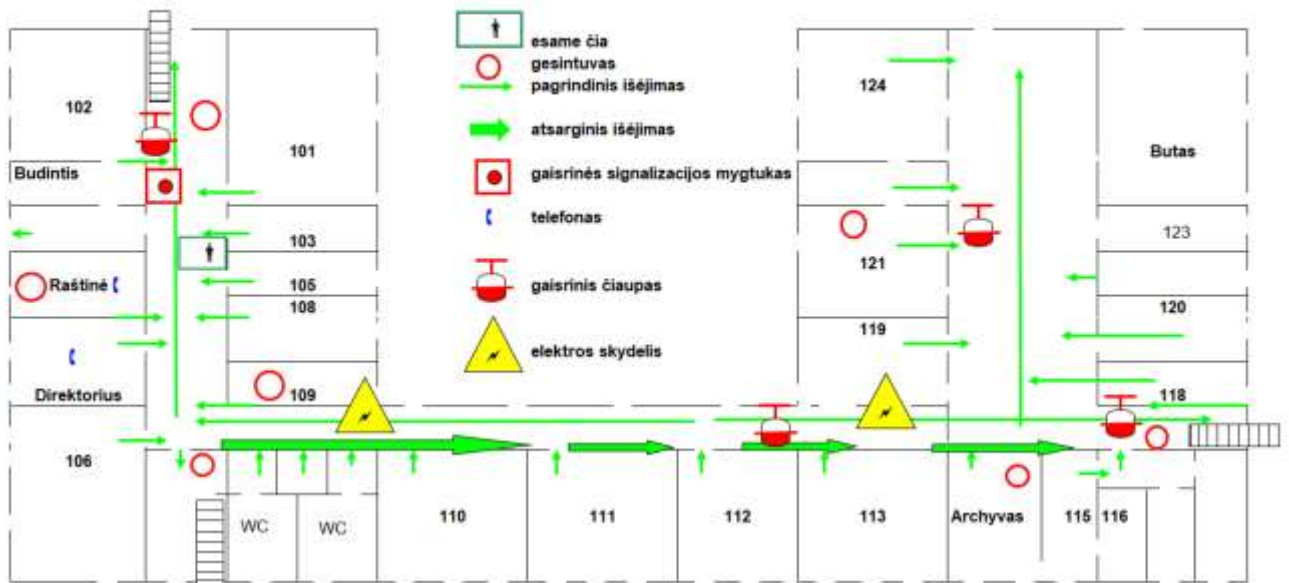 esame čia
gesintuvas
pagrindinis išėjimas
atsarginis išėjimas
gaisrinės signalizacijos mygtukas
telefonas
gaisrinis čiaupas
elektros skydelis
102
101
Budintis
103
Raštinė
105
108
Direktorius
109
106
WC
WC
110
111
112
113
Archyvas
115
116
124
Butas
123
121
120
119
118